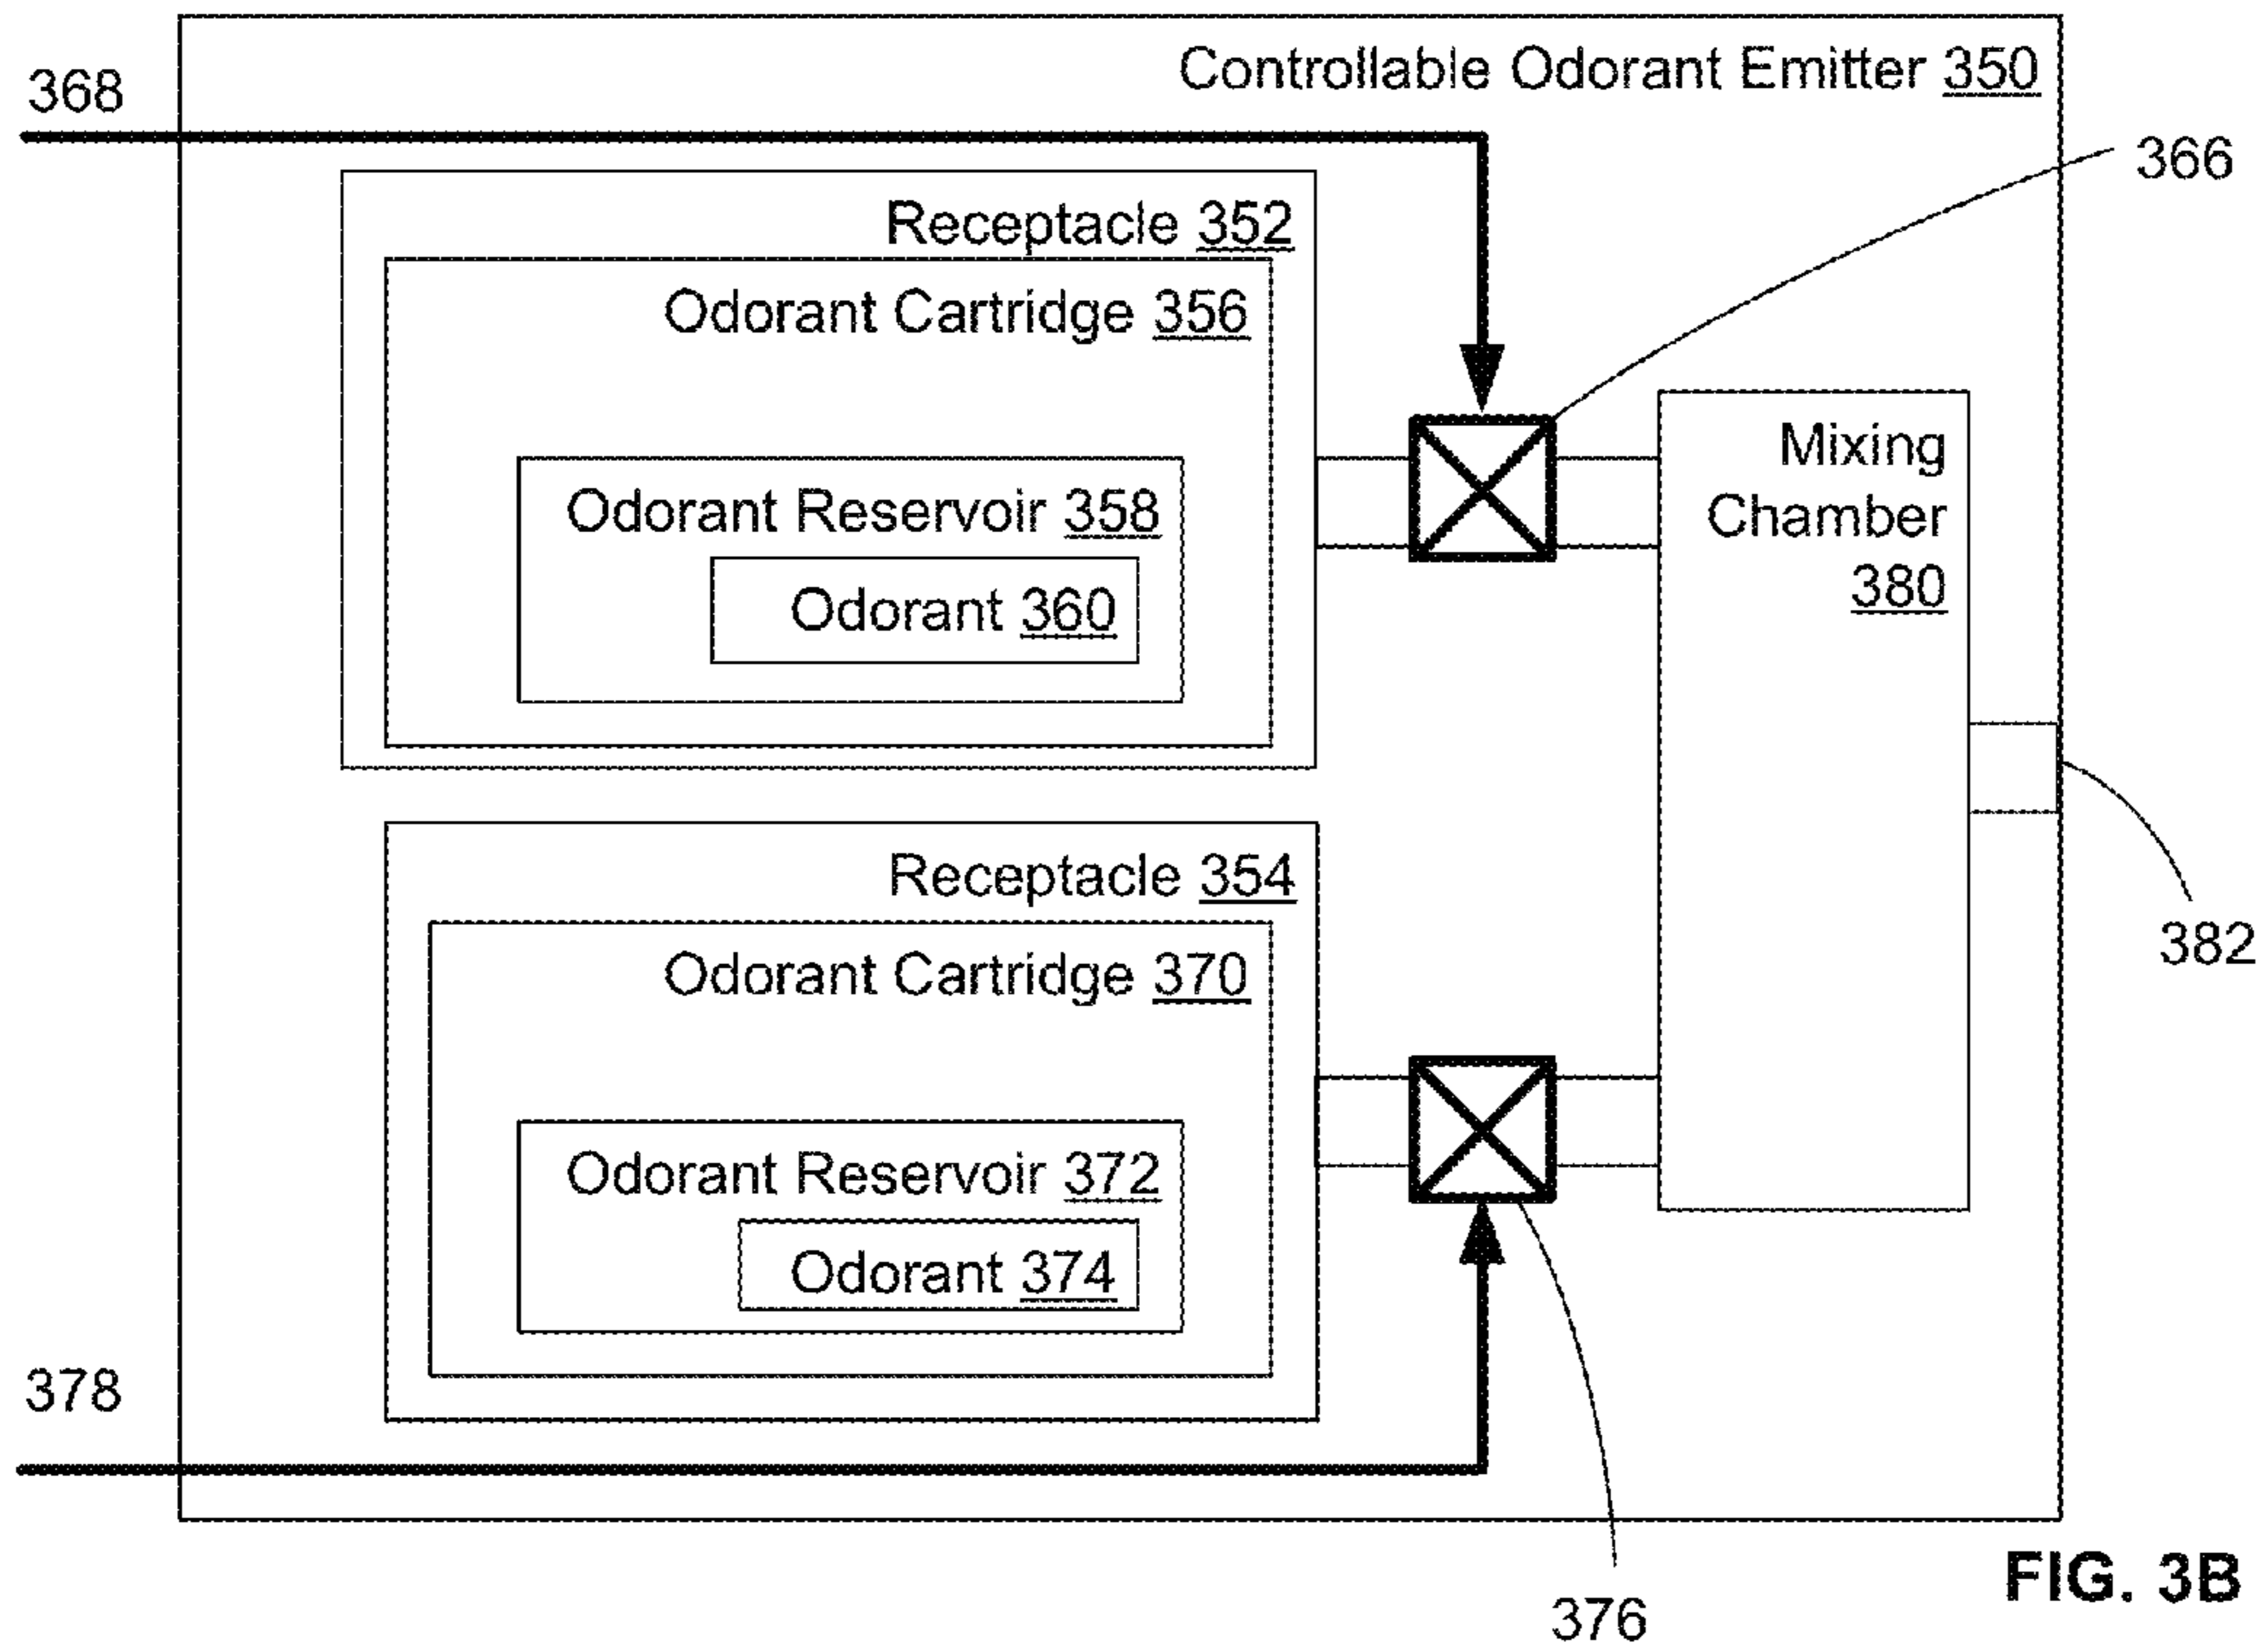 Controllable Odorant Emitter 350
368
366
Receptacle 352
Odorant Cartridge 356
Mixing
Chamber
380
Odorant Reservoir 358
Odorant 360
Receptacle 354
382
Odorant Cartridge 370
Odorant Reservoir 372
Odorant 374
378
376
FIG. 3B